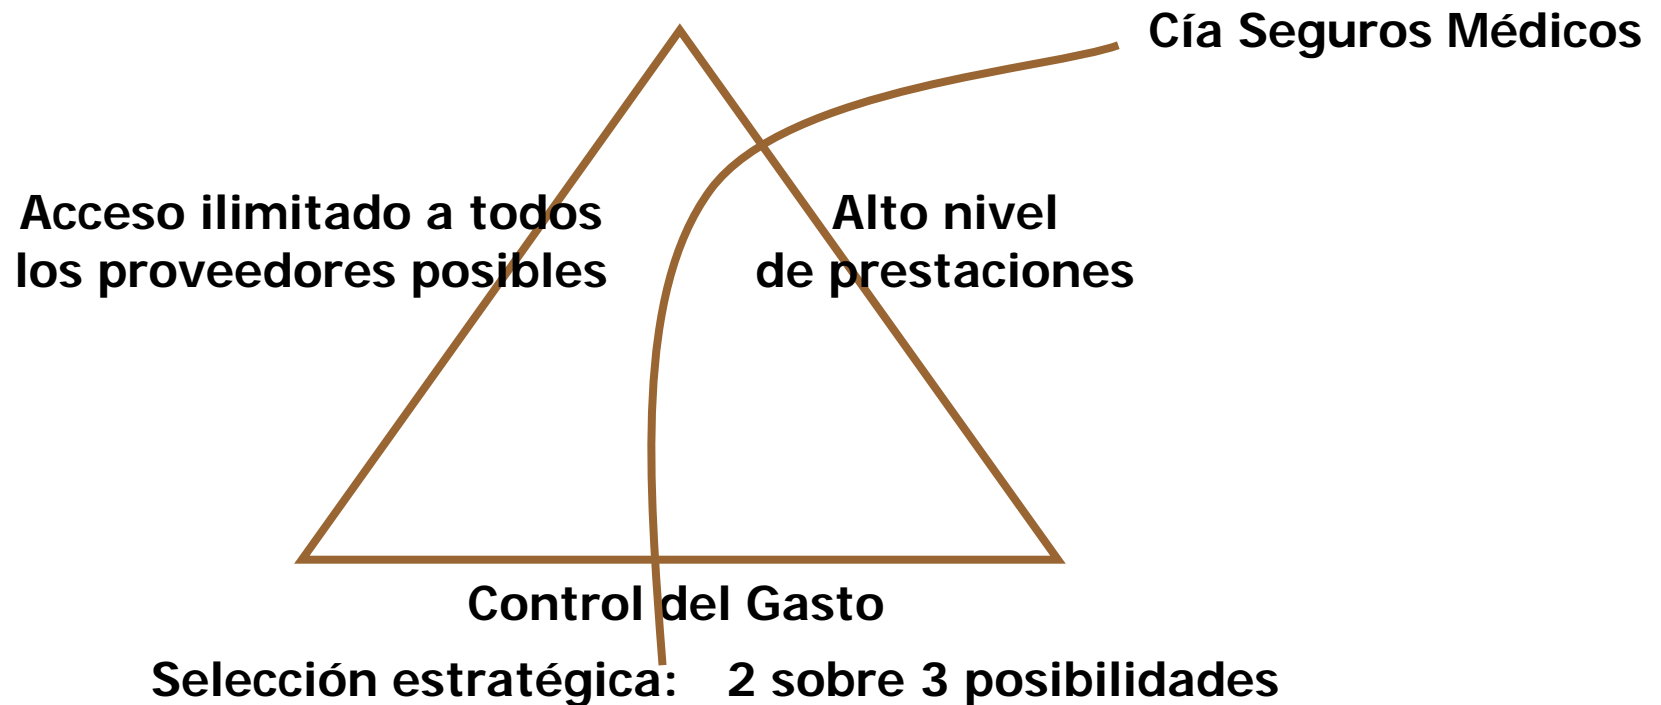 Cía Seguros Médicos
Acceso ilimitado a todos
los proveedores posibles
Alto nivel
de prestaciones
Control del Gasto
Selección estratégica: 2 sobre 3 posibilidades